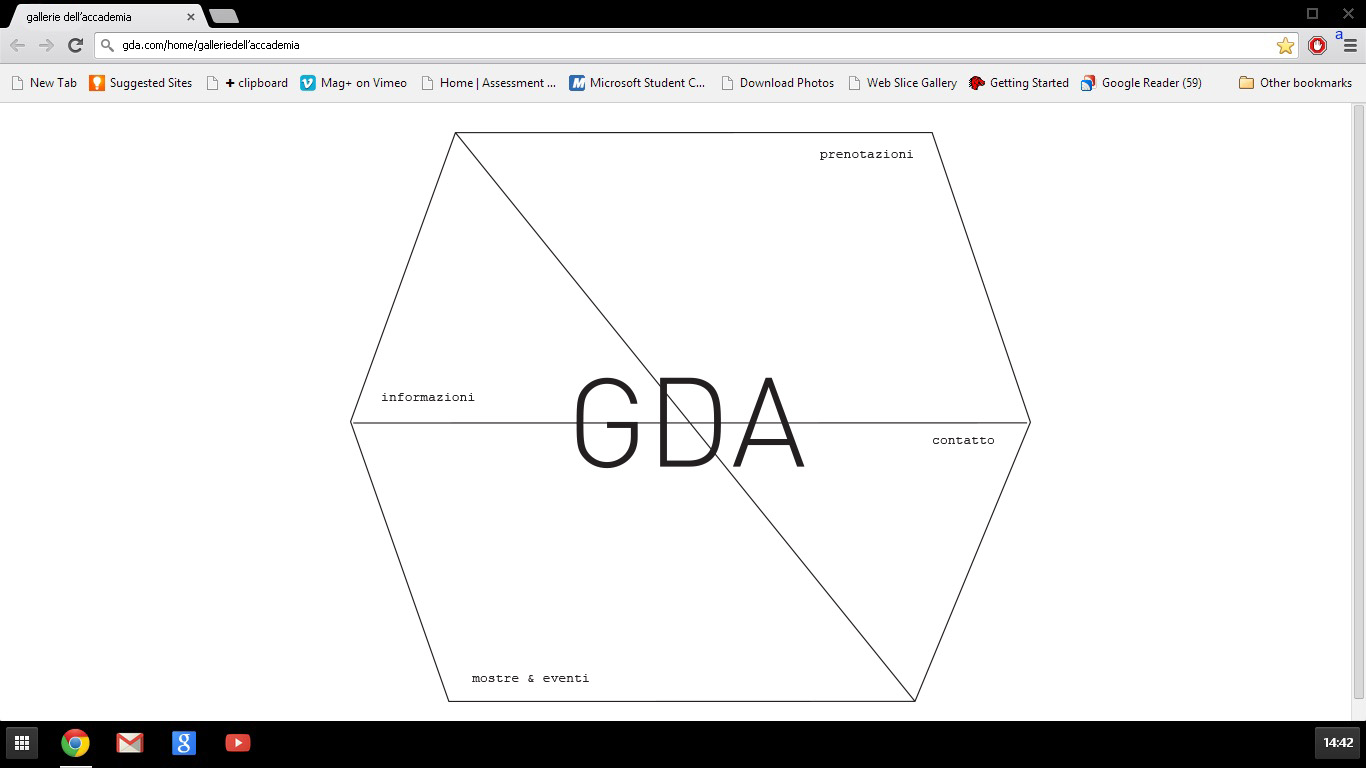 gallerie dell'accademia
gda.com/home/galleriedell'accademia
a
New Tab Suggested Sites + clipboard Mag+ on Vimeo Home | Assessment ... Microsoft Student C... Download Photos Web Slice Gallery Getting Started Google Reader (59) Other bookmarks
prenotazioni
informazioni
GDA
contatto
mostre & eventi
14:42